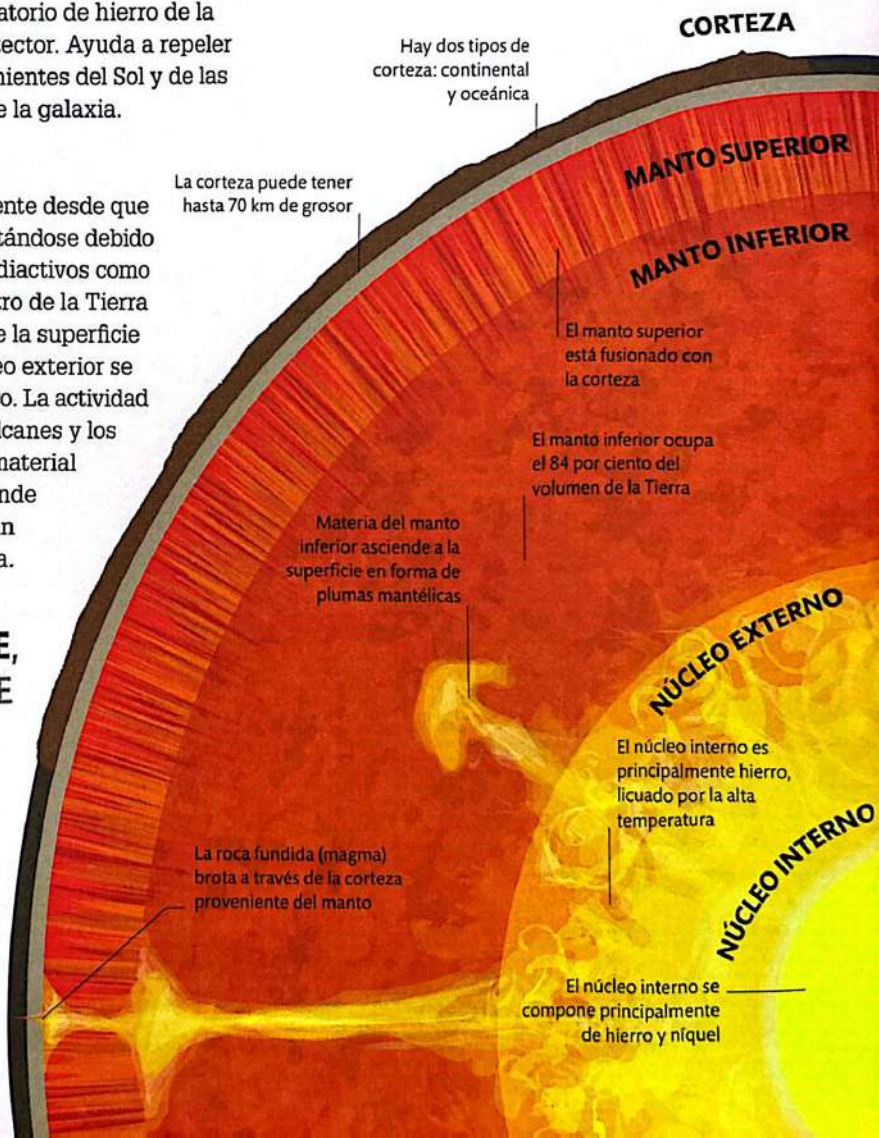 atorio de hierro de la
tector. Ayuda a repeler
nientes del Sol y de las
e la galaxia.
ente desde que
tándose debido
diactivos como
tro de la Tierra
e la superficie
eo exterior se
o. La actividad
lcanes y los
naterial
nde
n
a.
E,
E
CORTEZA
Hay dos tipos de
corteza: continental
y oceánica
La corteza puede tener
hasta 70 km de grosor
MANTO SUPERIOR
MANTO INFERIOR
El manto superior
está fusionado con
la corteza
El manto inferior ocupa
el 84 por ciento del
volumen de la Tierra
Materia del manto
inferior asciende a la
superficie en forma de
plumas mantélicas
NÚCLEO EXTERNO
El núcleo interno es
principalmente hierro,
licuado por la alta
temperatura
NÚCLEO INTERNO
La roca fundida (magma)
brota a través de la corteza
proveniente del manto
El núcleo interno se
compone principalmente
de hierro y níquel